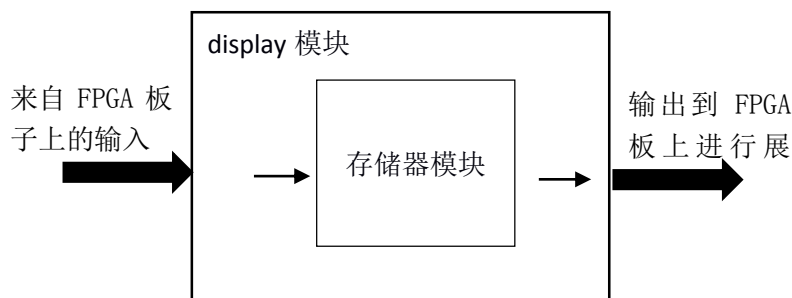 display 模块
来自 FPGA 板
子上的输入
存储器模块
输出到 FPGA
板上进行展